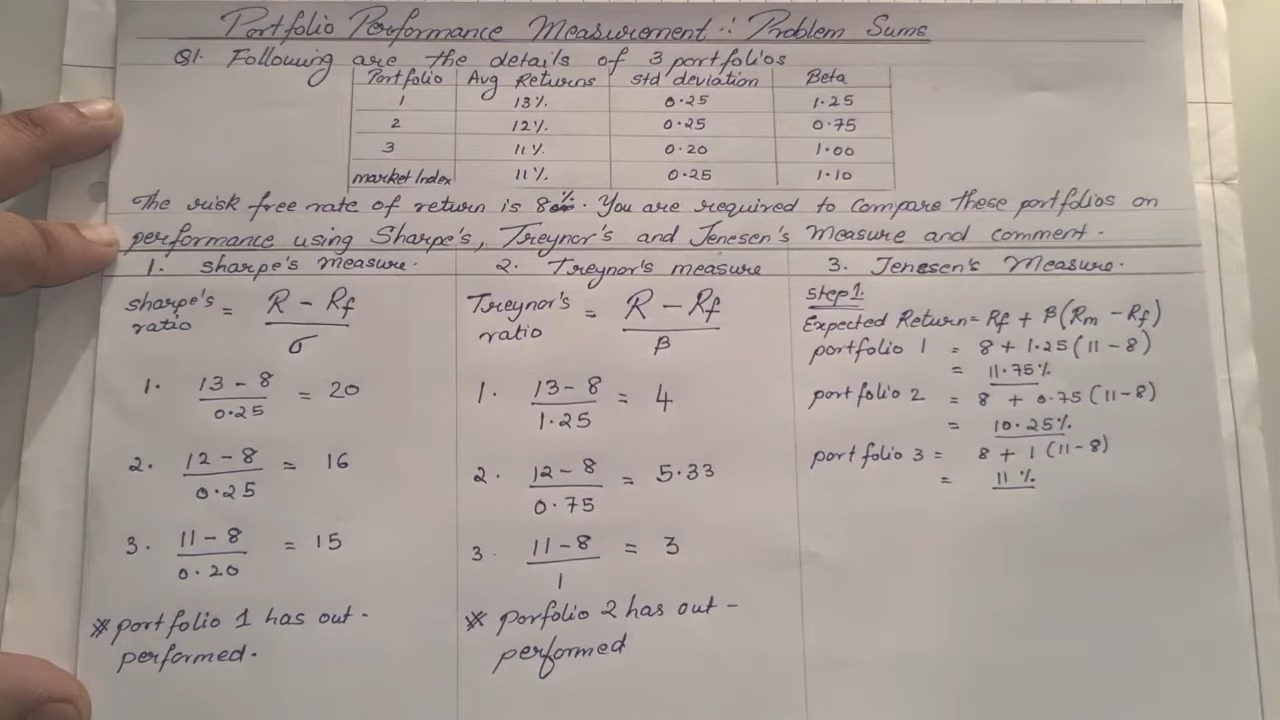 Portfolio Performance Measurement :: Problem Sums
Q1. Following are the details of 3 portfolios
Portfolio Avg Returns Std deviation Beta
1 13% 0.25 1.25
2 12% 0.25 0.75
3 11% 0.20 1.00
market Index 11% 0.25 1.10
The risk free rate of return is 8%. You are required to compare these portfolios on
performance using Sharpe's, Treynor's and Jenesen's Measure and comment.
1. Sharpe's measure.
sharpe's ratio = R - Rf / σ
1. 13 - 8 / 0.25 = 20
2. 12 - 8 / 0.25 = 16
3. 11 - 8 / 0.20 = 15
* portfolio 1 has out-
performed.
2. Treynor's measure
Treynor's ratio = R - Rf / β
1. 13 - 8 / 1.25 = 4
2. 12 - 8 / 0.75 = 5.33
3. 11 - 8 / 1 = 3
* porfolio 2 has out-
performed
3. Jenesen's Measure.
Step 1.
Expected Return = Rf + β(Rm - Rf)
portfolio 1 = 8 + 1.25 (11 - 8)
= 11.75%
portfolio 2 = 8 + 0.75 (11-8)
= 10.25%
portfolio 3 = 8 + 1 (11 - 8)
= 11 %